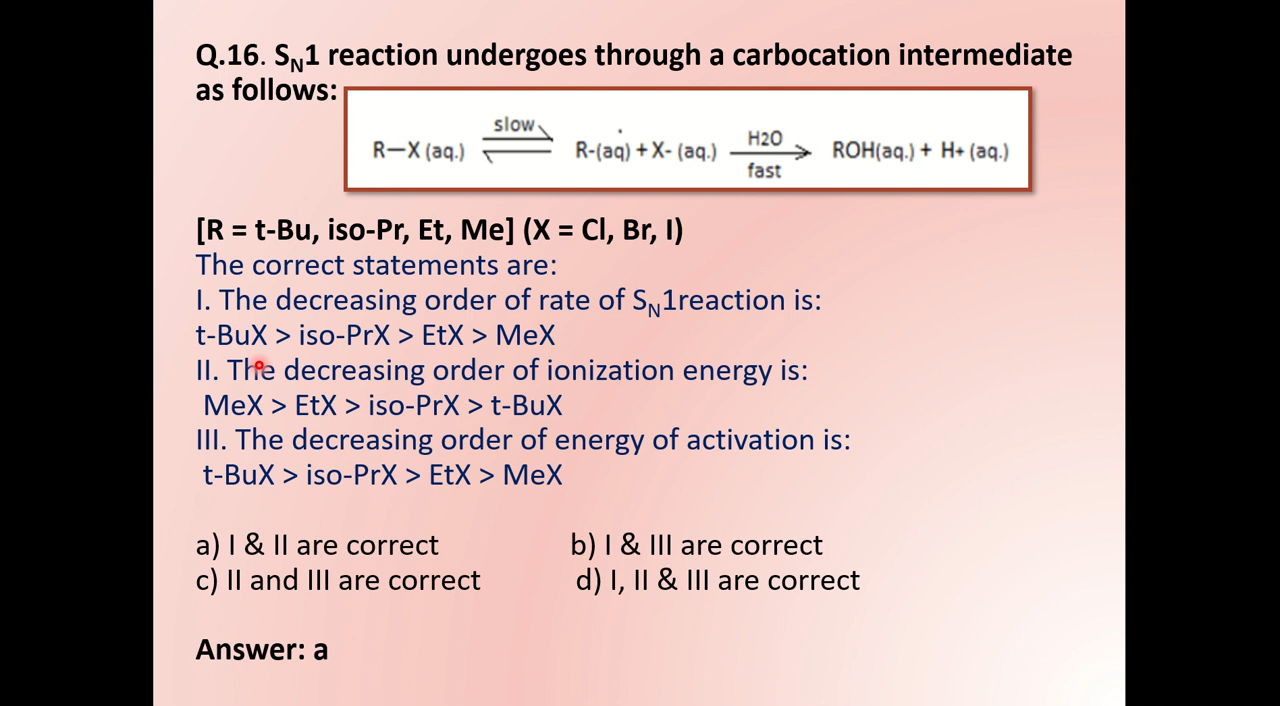 Q.16. SN1 reaction undergoes through a carbocation intermediate
as follows:
slow
R—X (aq.) R-(aq) + X- (aq.) H2O ROH(aq.) + H+ (aq.)
fast
[R = t-Bu, iso-Pr, Et, Me] (X = Cl, Br, I)
The correct statements are:
I. The decreasing order of rate of SN1reaction is:
t-BuX > iso-PrX > EtX > MeX
II. The decreasing order of ionization energy is:
MeX > EtX > iso-PrX > t-BuX
III. The decreasing order of energy of activation is:
t-BuX > iso-PrX > EtX > MeX
a) I & II are correct b) I & III are correct
c) II and III are correct d) I, II & III are correct
Answer: a